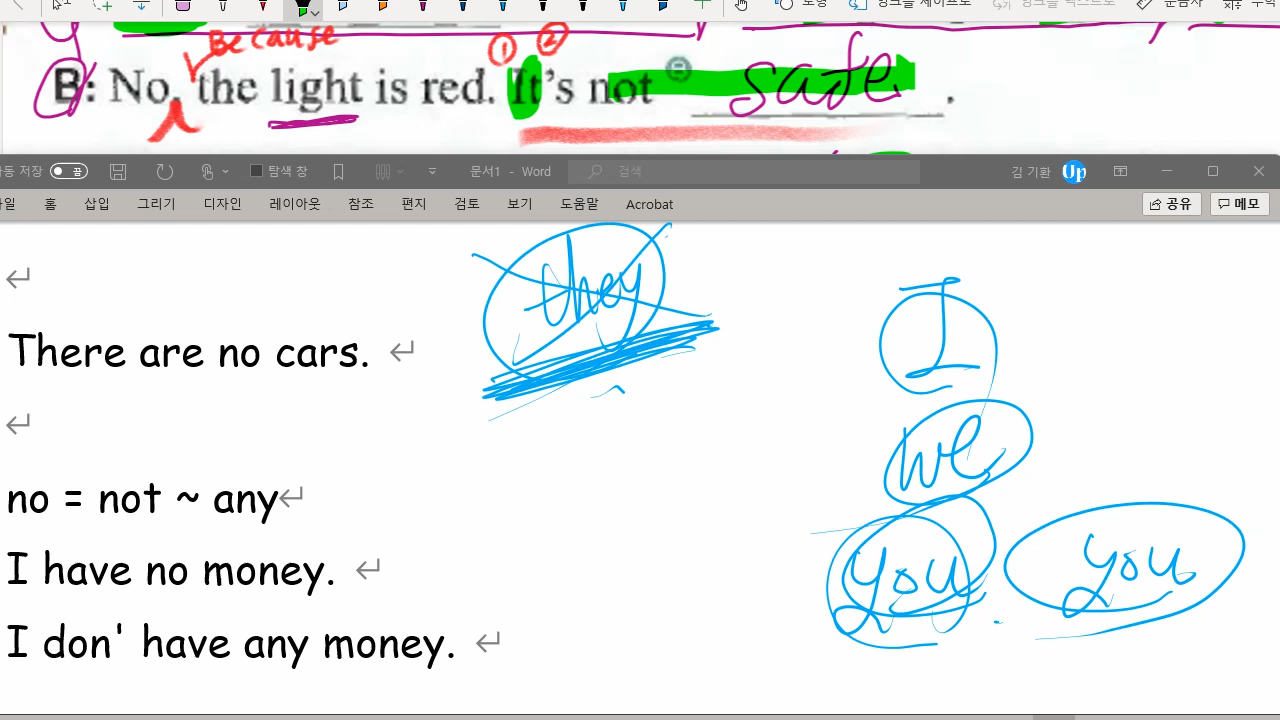 Because
① ②
B: No, the light is red. It's not safe.
동 저장 끔 탐색 창 문서1 - Word 검색 김 기환 Up
일 홈 삽입 그리기 디자인 레이아웃 참조 편지 검토 보기 도움말 Acrobat 공유 메모
they
I
There are no cars.
we
no = not ~ any
you you
I have no money.
I don' have any money.